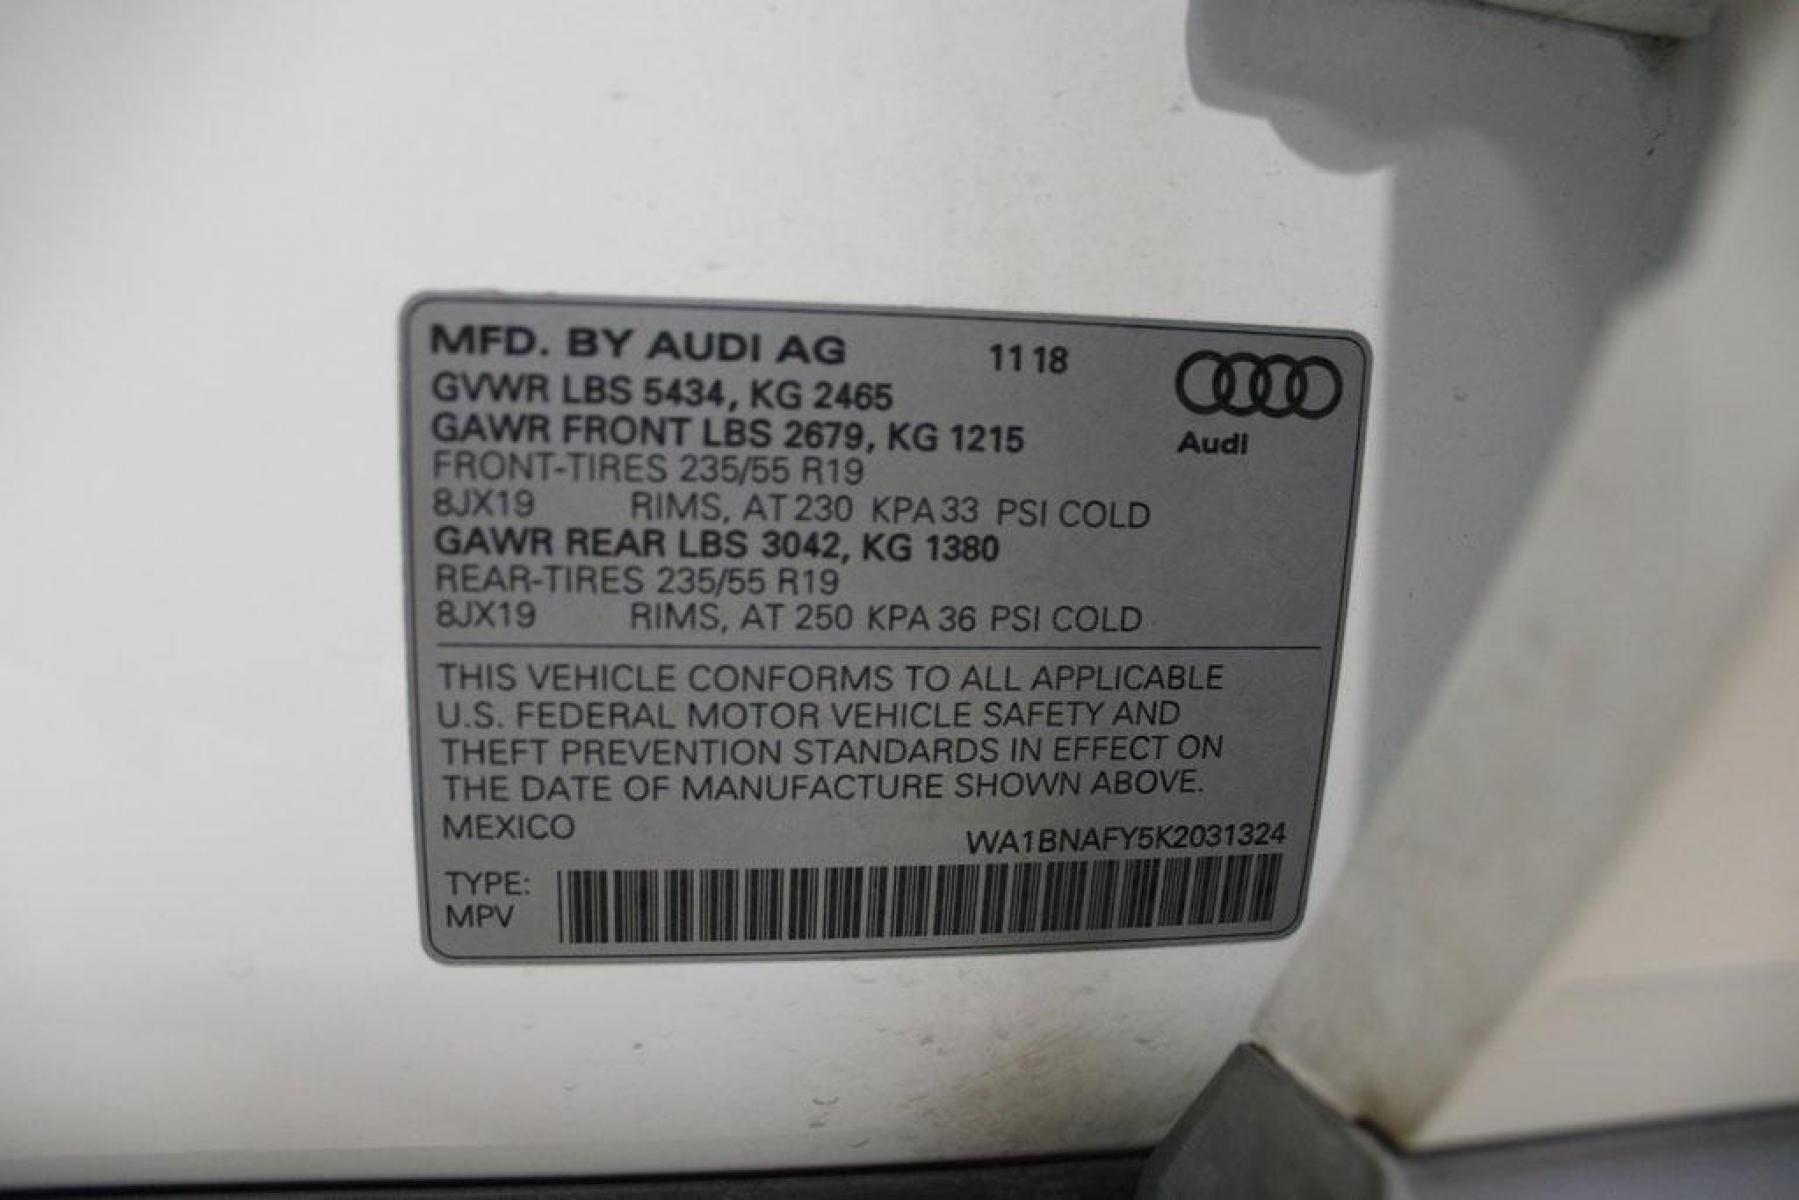 MFD. BY AUDI AG 11 18
GVWR LBS 5434, KG 2465
GAWR FRONT LBS 2679, KG 1215
Audi
FRONT-TIRES 235/55 R19
8JX19 RIMS, AT 230 KPA 33 PSI COLD
GAWR REAR LBS 3042, KG 1380
REAR-TIRES 235/55 R19
8JX19 RIMS, AT 250 KPA 36 PSI COLD
THIS VEHICLE CONFORMS TO ALL APPLICABLE
U.S. FEDERAL MOTOR VEHICLE SAFETY AND
THEFT PREVENTION STANDARDS IN EFFECT ON
THE DATE OF MANUFACTURE SHOWN ABOVE.
MEXICO WA1BNAFY5K2031324
TYPE:
MPV